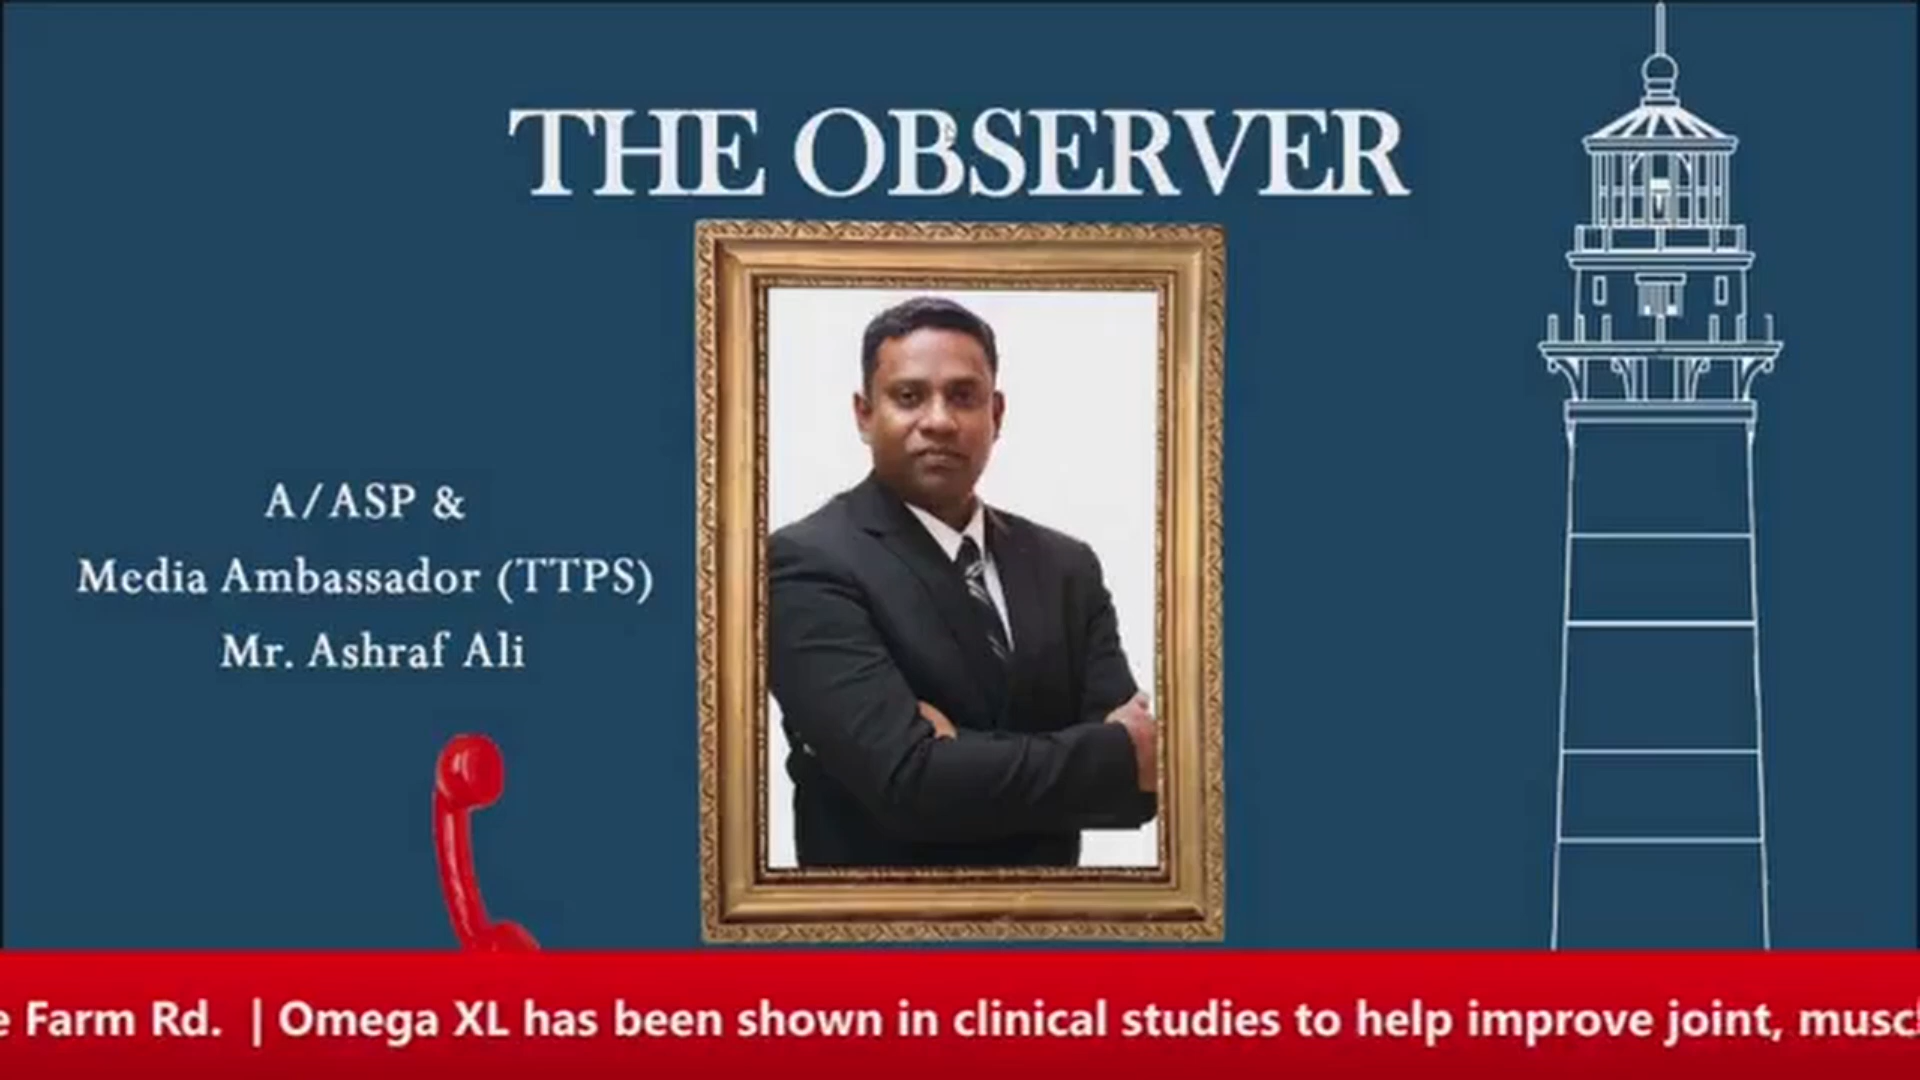 THE OBSERVER
A/ASP &
Media Ambassador (TTPS)
Mr. Ashraf Ali
Farm Rd. | Omega XL has been shown in clinical studies to help improve joint,